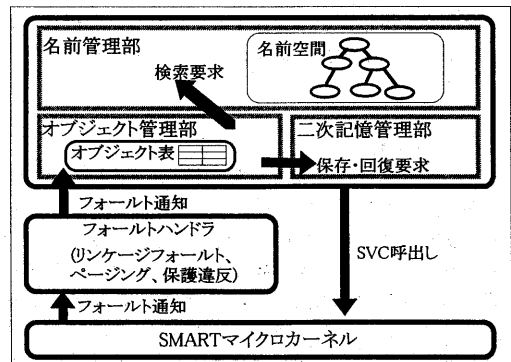 名前管理部
名前空間
検索要求
オブジェクト管理部
オブジェクト表
二次記憶管理部
保存・回復要求
フォールト通知
フォールトハンドラ
(リンケージフォールト、
ページング、保護違反)
SVC呼出し
フォールト通知
SMARTマイクロカーネル